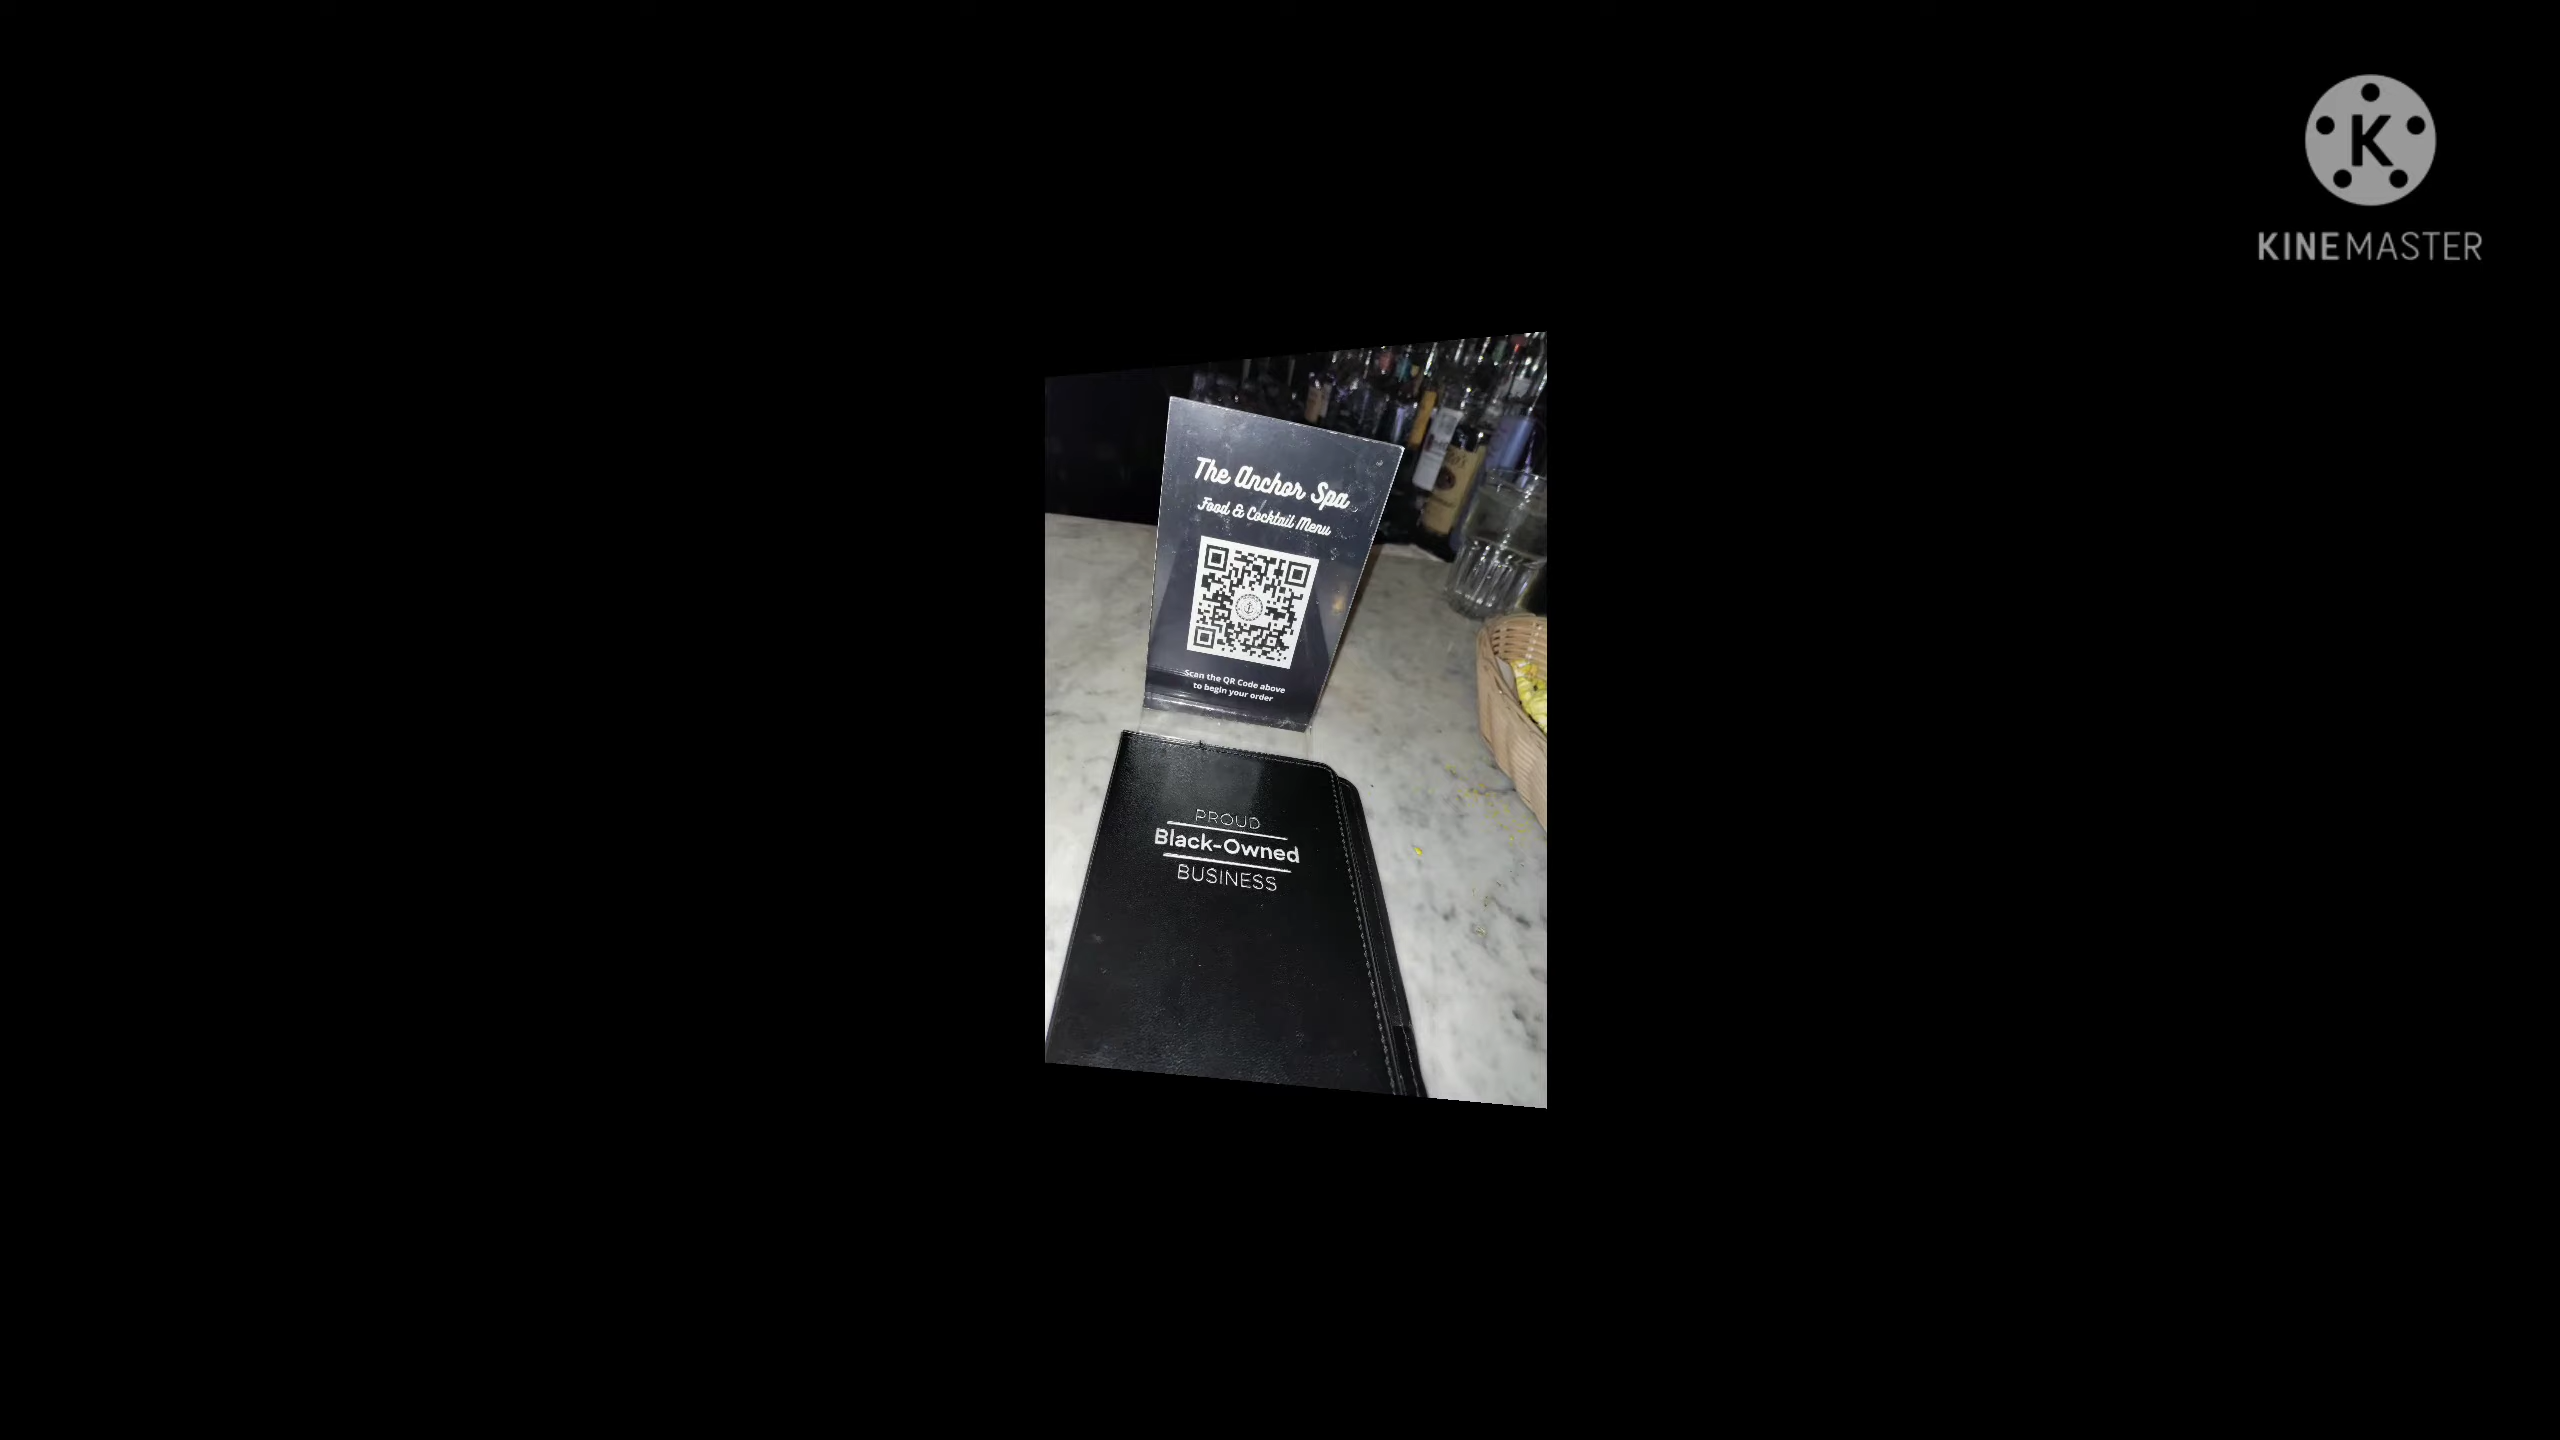 K
KINEMASTER
The Anchor Spa
Food & Cocktail Menu
Scan the QR Code above
to begin your order
PROUD
Black-Owned
BUSINESS